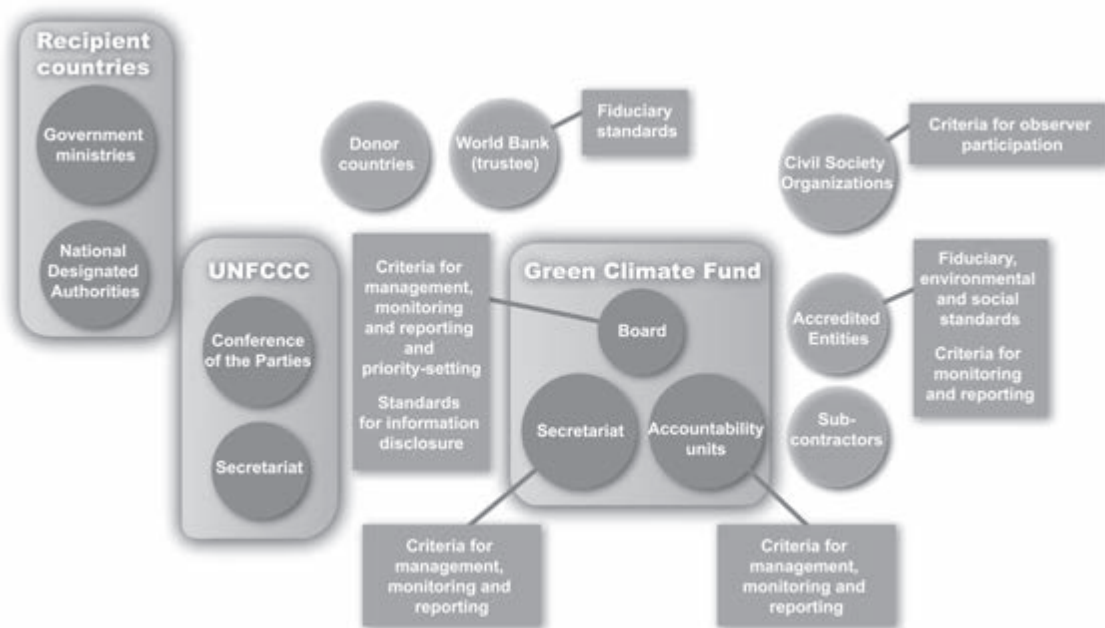 Recipient
countries
Government
ministries
National
Designated
Authorities
UNFCCC
Conference
of the Parties
Secretariat
Donor
countries
World Bank
(trustee)
Fiduciary
standards
Criteria for
management,
monitoring
and reporting
and
priority-setting
Standards
for information
disclosure
Green Climate Fund
Board
Secretariat
Accountability
units
Criteria for
management,
monitoring and
reporting
Criteria for
management,
monitoring and
reporting
Civil Society
Organizations
Criteria for observer
participation
Accredited
Entities
Fiduciary,
environmental
and social
standards
Criteria for
monitoring
and reporting
Sub-
contractors